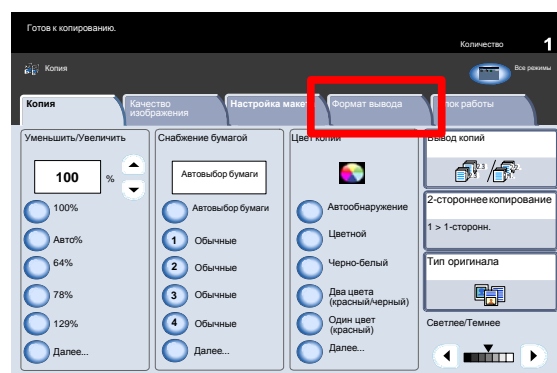 Готов к копированию.
Количество
1
Копия
Все режимы
Копия
Качество
изображения
Настройка макет
Формат вывода
ок работы
Уменьшить/Увеличить
100
%
100%
Авто%
64%
78%
129%
Далее...
Снабжение бумагой
Автовыбор бумаги
Автовыбор бумаги
1 Обычные
2 Обычные
3 Обычные
4 Обычные
Далее...
Цвет копий
Автообнаружение
Цветной
Черно-белый
Два цвета
(красный/черный)
Один цвет
(красный)
Далее...
Вывод копий
2-стороннее копирование
1 > 1-сторонн.
Тип оригинала
Светлее/Темнее